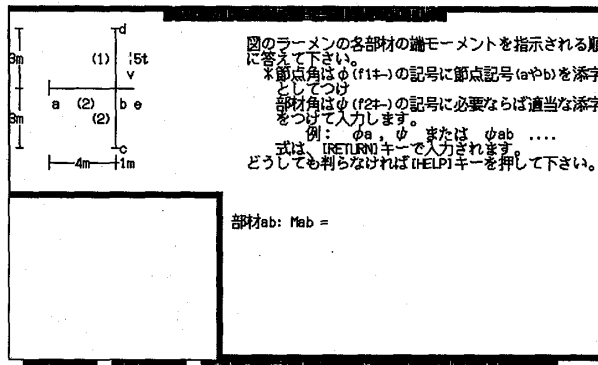 d
3m
(1)
5t
a
(2)
b
e
3m
(2)
c
4m
1m
図のラーメンの各部材の端モーメントを指示される順
に答えて下さい。
*節点角はφ(f1キー)の記号に節点記号(aやb)を添字
としてつけ
部材角はψ(f2キー)の記号に必要ならば適当な添字
をつけて入力します。
例: φa , ψ または ψab ....
式は、[RETURN]キーで入力されます。
どうしても判らなければ[HELP]キーを押して下さい。
部材ab: Mab =